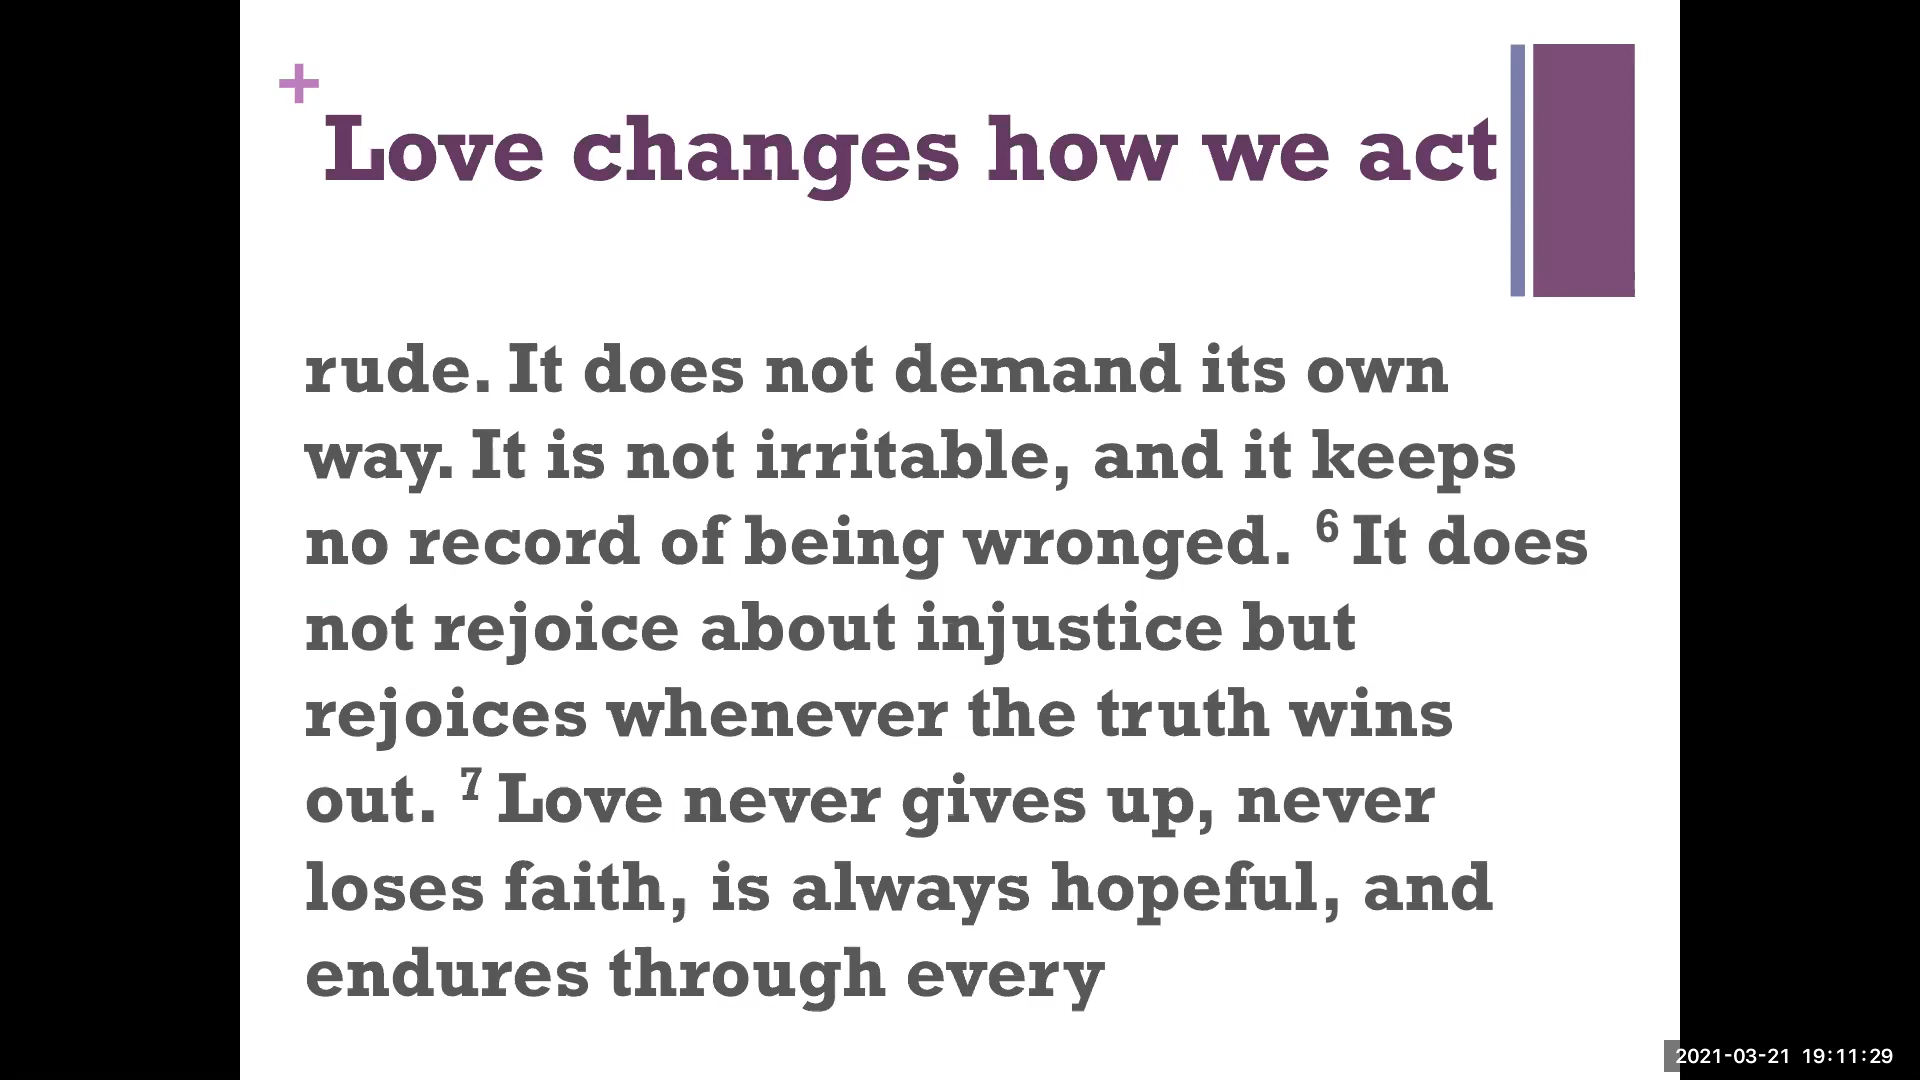 +
Love changes how we act
rude. It does not demand its own
way. It is not irritable, and it keeps
no record of being wronged. ⁶ It does
not rejoice about injustice but
rejoices whenever the truth wins
out. ⁷ Love never gives up, never
loses faith, is always hopeful, and
endures through every
2021-03-21 19:11:29